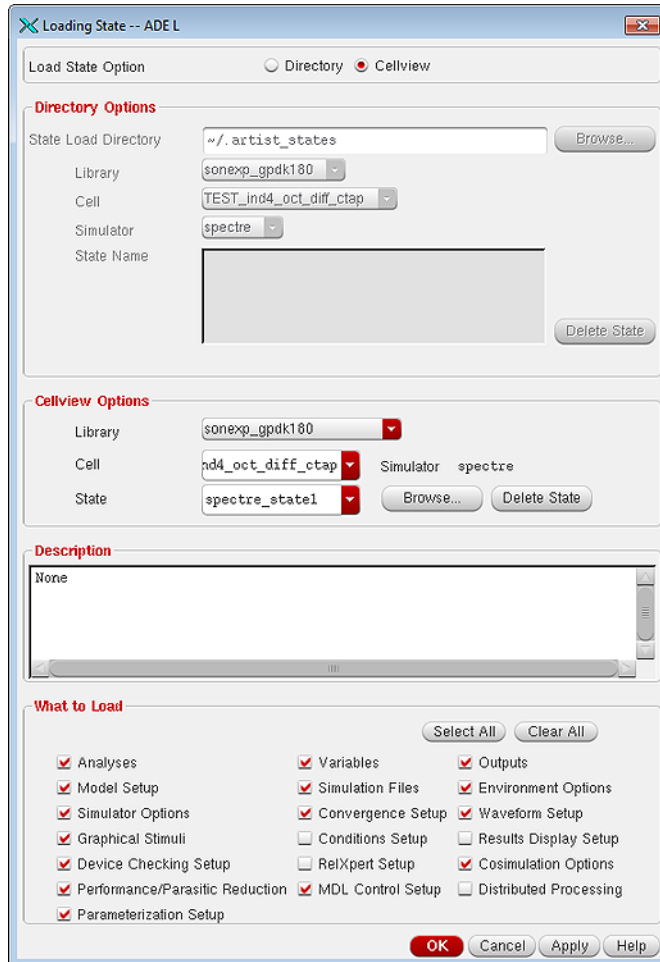 Loading State -- ADE L
Load State Option Directory Cellview
Directory Options
State Load Directory ~/.artist_states Browse...
Library sonexp_gpdk180
Cell TEST_ind4_oct_diff_ctap
Simulator spectre
State Name
Delete State
Cellview Options
Library sonexp_gpdk180
Cell nd4_oct_diff_ctap Simulator spectre
State spectre_state1 Browse... Delete State
Description
None
What to Load
Select All Clear All
Analyses Variables Outputs
Model Setup Simulation Files Environment Options
Simulator Options Convergence Setup Waveform Setup
Graphical Stimuli Conditions Setup Results Display Setup
Device Checking Setup RelXpert Setup Cosimulation Options
Performance/Parasitic Reduction MDL Control Setup Distributed Processing
Parameterization Setup
OK Cancel Apply Help